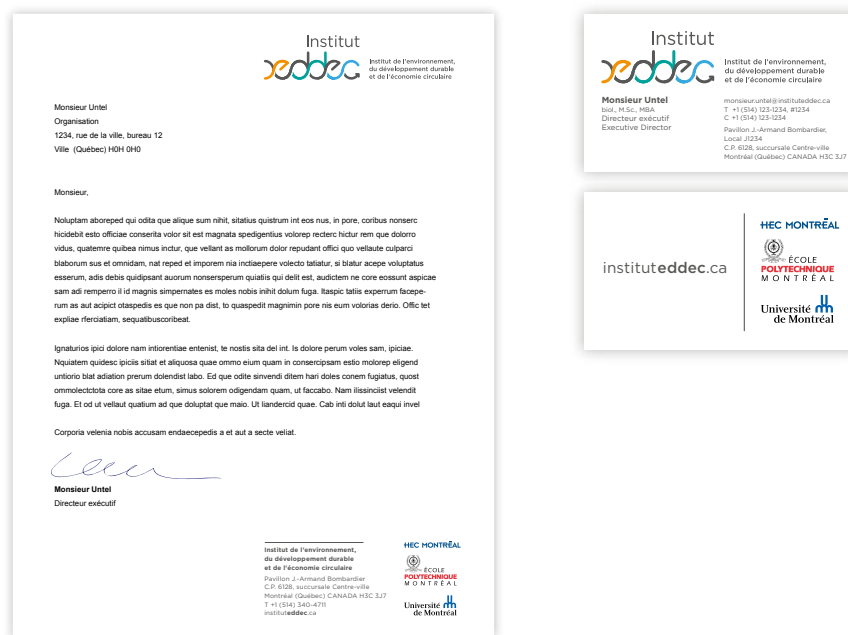 Institut
eddec
Institut de l'environnement,
du développement durable
et de l'économie circulaire
Monsieur Untel
Organisation
1234, rue de la ville, bureau 12
Ville (Québec) H0H 0H0
Monsieur,
Noluptam aboreped qui odita que alique sum nihit, sitatius quistrum int eos nus, in pore, coribus nonserc
hicidebit esto officiae conserita volor sit est magnata spedigentius volorep recterc hictur rem que dolorro
vidus, quatemre quibea nimus inctur, que vellant as mollorum dolor repudant offici quo vellaute culparci
blaborum sus et omnidam, nat reped et imporem nia inctiaepere volecto tatiatur, si blatur acepe voluptatus
esserum, adis debis quidipsant auorum nonsersperum quiatiis qui delit est, audictem ne core eossunt aspicae
sam adi remperro il id magnis simpernates es moles nobis inihit dolum fuga. Itaspic tatiis experrum facepe-
rum as aut acipict otaspedis es que non pa dist, to quaspedit magnimin pore nis eum volorias derio. Offic tet
expliae rferciatiam, sequatibuscoribeat.
Ignaturios ipici dolore nam intiorentiae entenist, te nostis sita del int. Is dolore perum voles sam, ipiciae.
Nquiatem quidesc ipiciis sitiat et aliquosa quae ommo eium quam in consercipsam estio molorep eligend
untiorio blat adiation prerum dolendist labo. Ed que odite sinvendi ditem hari doles conem fugiatus, quost
ommolectctota core as sitae etum, simus solorem odigendam quam, ut faccabo. Nam ilissinciist velendit
fuga. Et od ut vellaut quatium ad que doluptat que maio. Ut liandercid quae. Cab inti dolut laut eaqui invel
Corporia velenia nobis accusam endaecepedis a et aut a secte veliat.
Monsieur Untel
Directeur exécutif
Institut de l'environnement,
du développement durable
et de l'économie circulaire
Pavillon J.-Armand Bombardier
C.P. 6128, succursale Centre-ville
Montréal (Québec) CANADA H3C 3J7
T +1 (514) 340-4711
instituteddec.ca
HEC MONTRÉAL
ÉCOLE
POLYTECHNIQUE
MONTRÉAL
Université
de Montréal
Institut
eddec
Institut de l'environnement,
du développement durable
et de l'économie circulaire
Monsieur Untel
biol., M.Sc., MBA
Directeur exécutif
Executive Director
monsieur.untel@instituteddec.ca
T +1 (514) 123-1234, #1234
C +1 (514) 123-1234
Pavillon J.-Armand Bombardier,
Local J1234
C.P. 6128, succursale Centre-ville
Montréal (Québec) CANADA H3C 3J7
instituteddec.ca
HEC MONTRÉAL
ÉCOLE
POLYTECHNIQUE
MONTRÉAL
Université
de Montréal